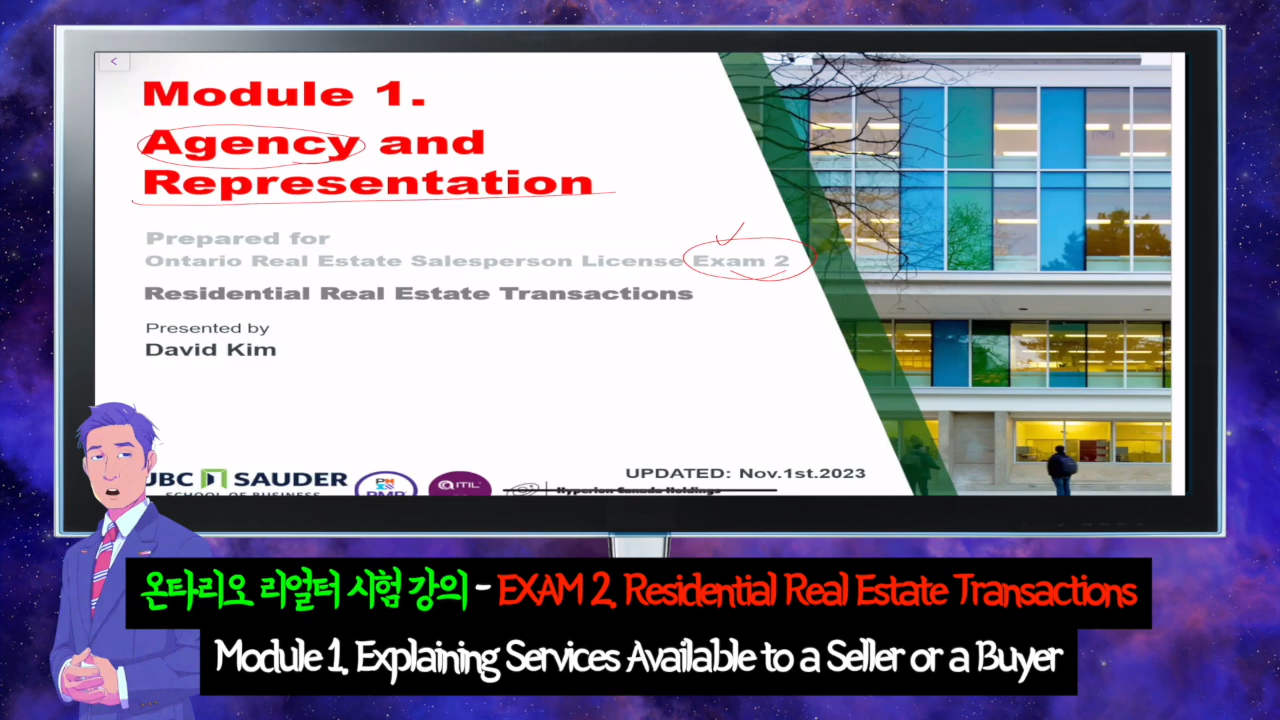 Module 1.
Agency and
Representation
Prepared for
Ontario Real Estate Salesperson License Exam 2
Residential Real Estate Transactions
Presented by
David Kim
UPDATED: Nov.1st.2023
UBC SAUDER
SCHOOL OF BUSINESS
PMP
ITIL
Hyperion Canada Holdings
온타리오 리얼터 시험 강의 - EXAM 2. Residential Real Estate Transactions
Module 1. Explaining Services Available to a Seller or a Buyer